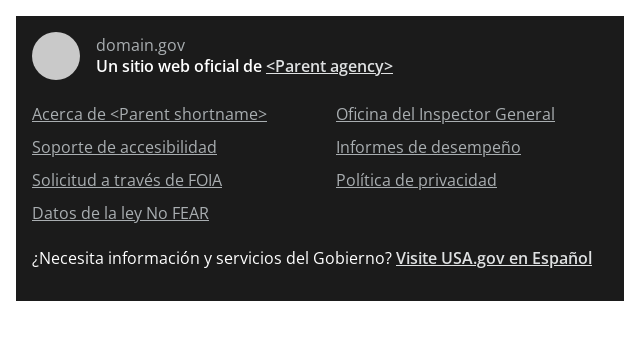 domain.gov
Un sitio web oficial de <Parent agency>
Acerca de <Parent shortname>
Oficina del Inspector General
Soporte de accesibilidad
Informes de desempeño
Solicitud a través de FOIA
Política de privacidad
Datos de la ley No FEAR
¿Necesita información y servicios del Gobierno? Visite USA.gov en Español